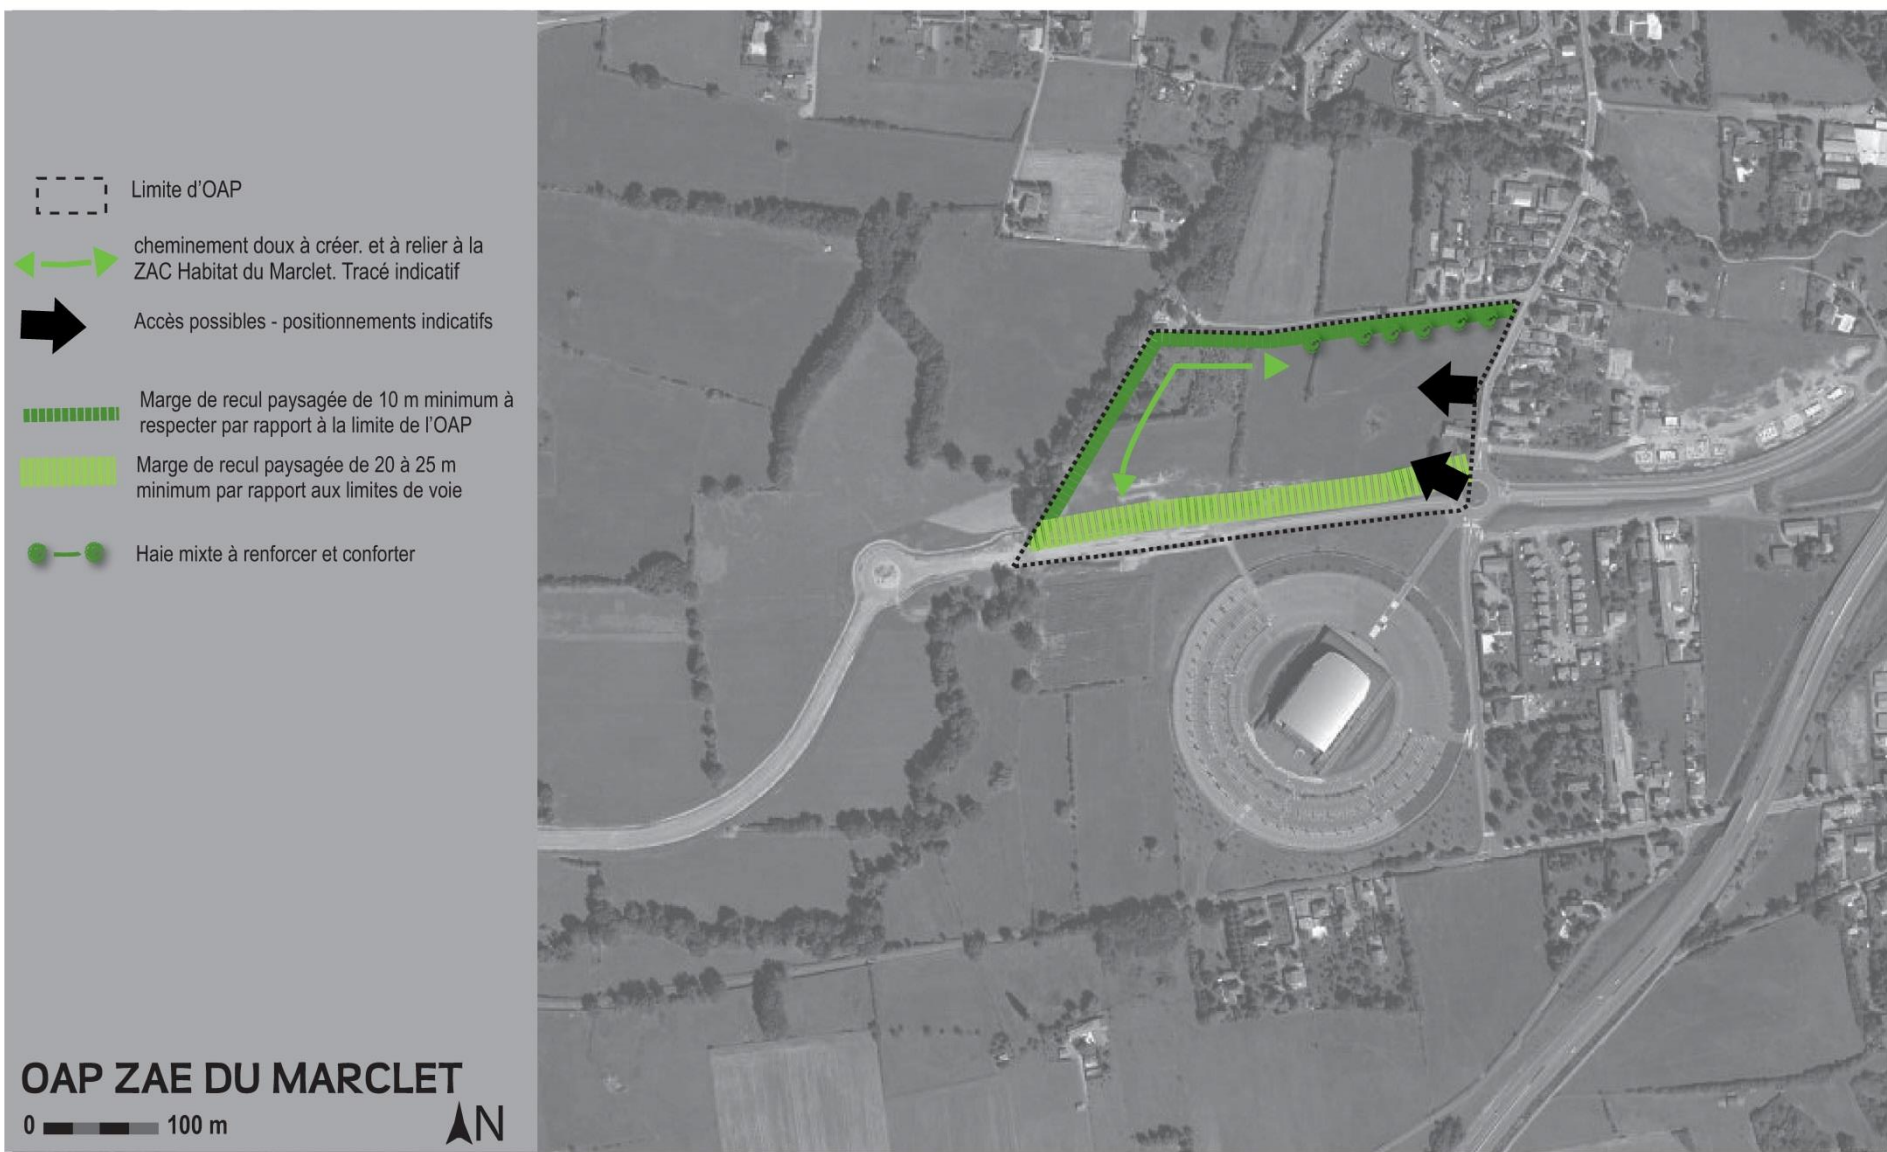 Limite d'OAP
cheminement doux à créer. et à relier à la
ZAC Habitat du Marclet. Tracé indicatif
Accès possibles - positionnements indicatifs
Marge de recul paysagée de 10 m minimum à
respecter par rapport à la limite de l'OAP
Marge de recul paysagée de 20 à 25 m
minimum par rapport aux limites de voie
Haie mixte à renforcer et conforter
OAP ZAE DU MARCLET
0 100 m
N